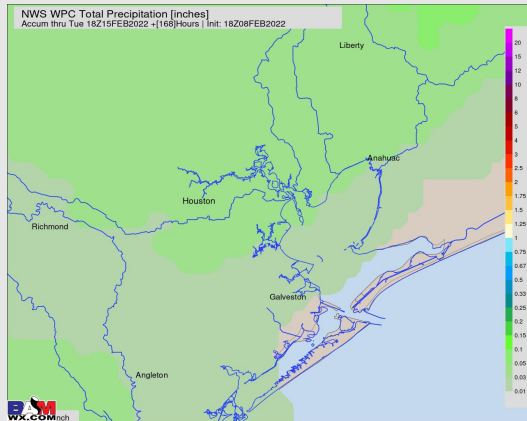 NWS WPC Total Precipitation [inches]
Accum thru Tue 18Z15FEB2022 +[168]Hours | Init: 18Z08FEB2022
Liberty
Anahuac
Houston
Richmond
Galveston
Angleton
20
15
10
8
6
5
4
3
2.5
2
1.75
1.5
1.25
1
0.75
0.67
0.5
0.33
0.25
0.2
0.15
0.1
0.05
0.03
0.01
BAM
WX.COM nch